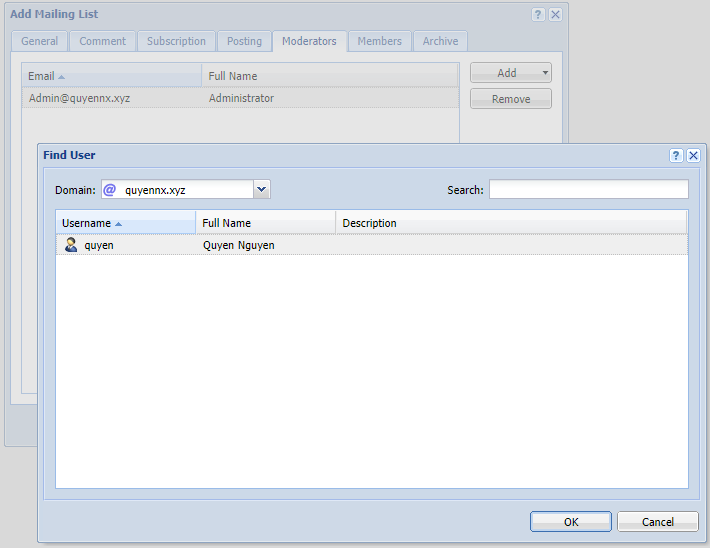 Add Mailing List
General Comment Subscription Posting Moderators Members Archive
Email Full Name Add
Admin@quyennx.xyz Administrator Remove
Find User
Domain: quyennx.xyz Search:
Username Full Name Description
quyen Quyen Nguyen
OK Cancel